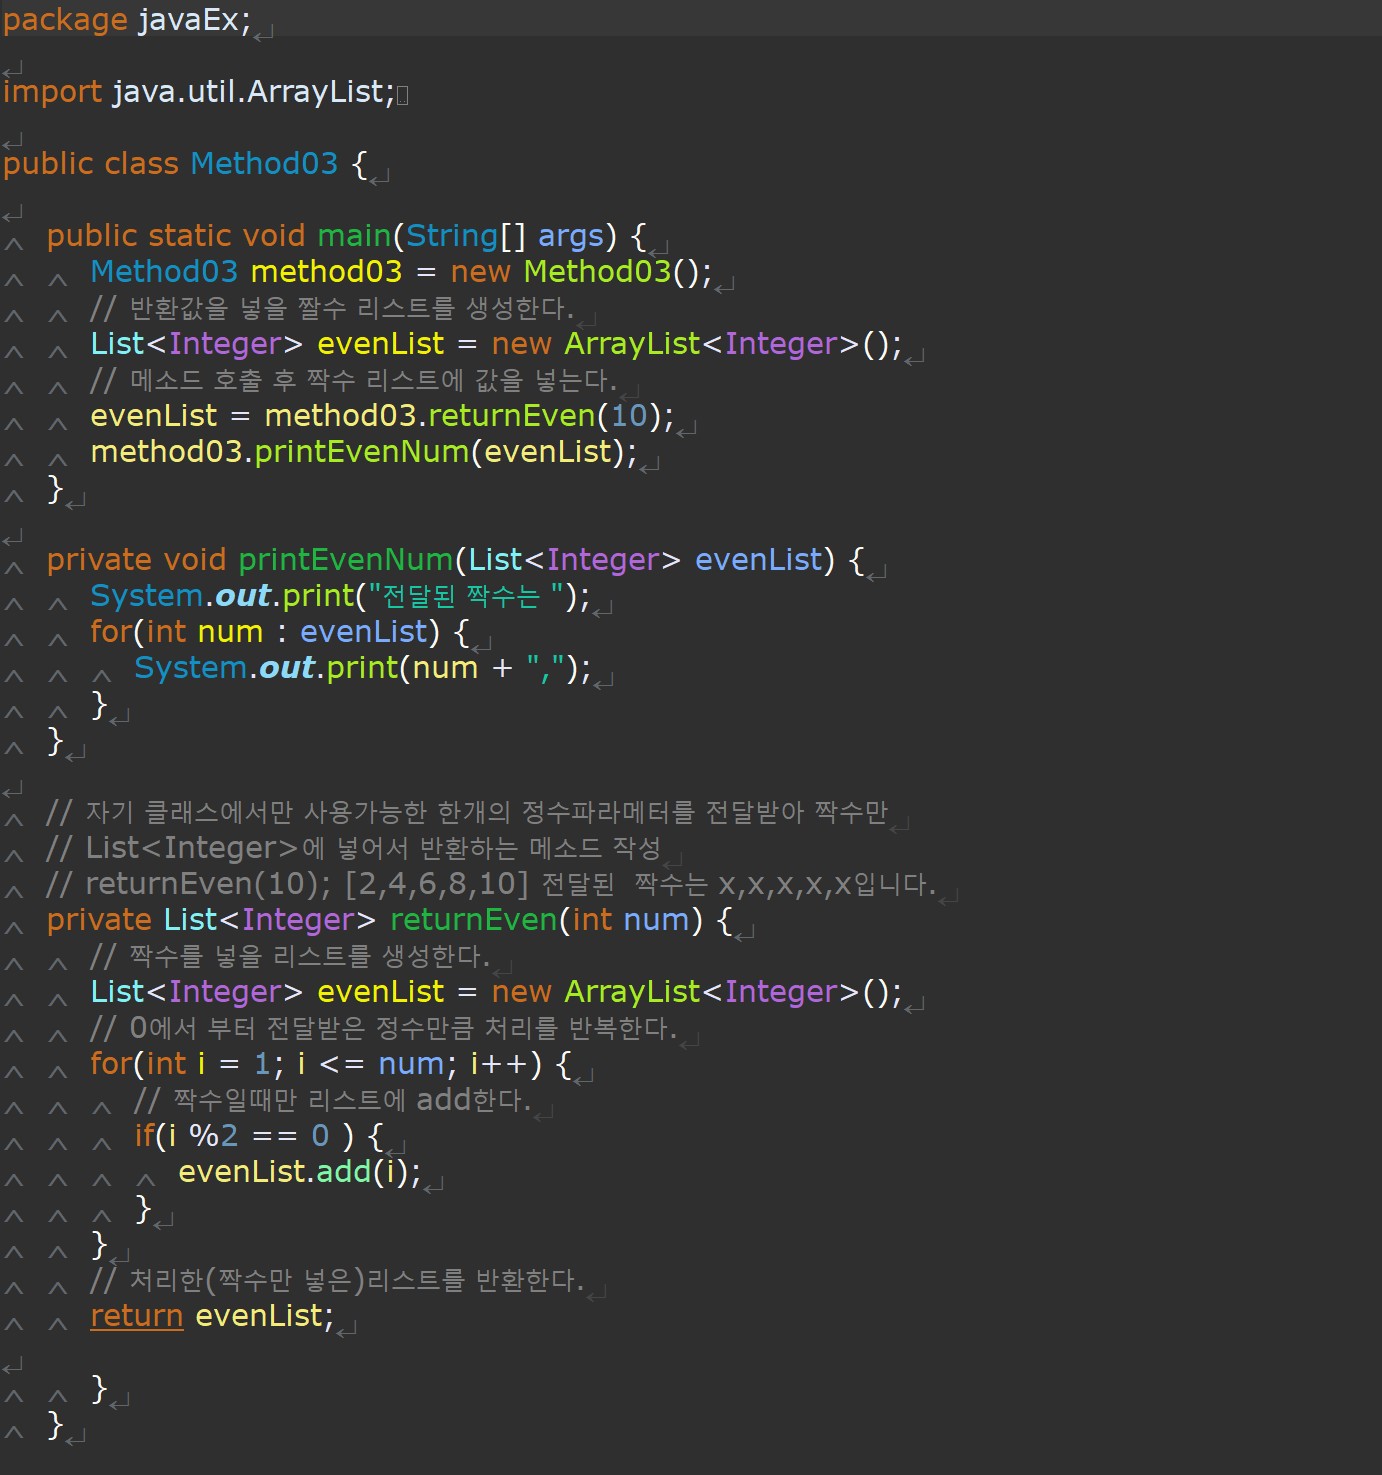 package javaEx;
import java.util.ArrayList;
public class Method03 {
public static void main(String[] args) {
Method03 method03 = new Method03();
// 반환값을 넣을 짤수 리스트를 생성한다.
List<Integer> evenList = new ArrayList<Integer>();
// 메소드 호출 후 짝수 리스트에 값을 넣는다.
evenList = method03.returnEven(10);
method03.printEvenNum(evenList);
}
private void printEvenNum(List<Integer> evenList) {
System.out.print("전달된 짝수는 ");
for(int num : evenList) {
System.out.print(num + ",");
}
}
// 자기 클래스에서만 사용가능한 한개의 정수파라메터를 전달받아 짝수만
// List<Integer>에 넣어서 반환하는 메소드 작성
// returnEven(10); [2,4,6,8,10] 전달된  짝수는 x,x,x,x,x입니다.
private List<Integer> returnEven(int num) {
// 짝수를 넣을 리스트를 생성한다.
List<Integer> evenList = new ArrayList<Integer>();
// 0에서 부터 전달받은 정수만큼 처리를 반복한다.
for(int i = 1; i <= num; i++) {
// 짝수일때만 리스트에 add한다.
if(i %2 == 0 ) {
evenList.add(i);
}
}
// 처리한(짝수만 넣은)리스트를 반환한다.
return evenList;
}
}